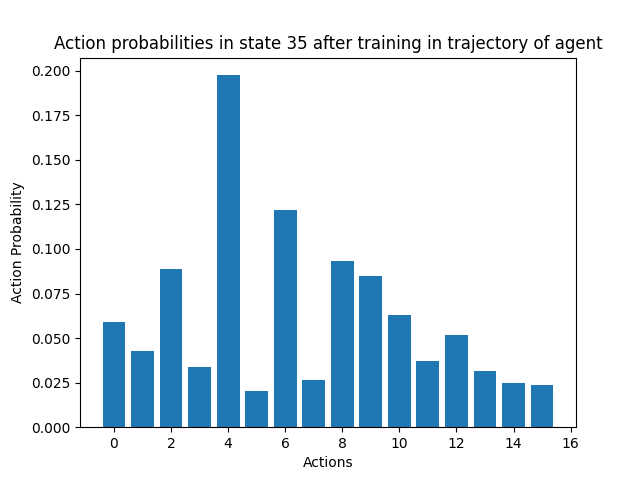 Action probabilities in state 35 after training in trajectory of agent
0.200
0.175
0.150
0.125
0.100
0.075
0.050
0.025
0.000
Action Probability
0 2 4 6 8 10 12 14 16
Actions